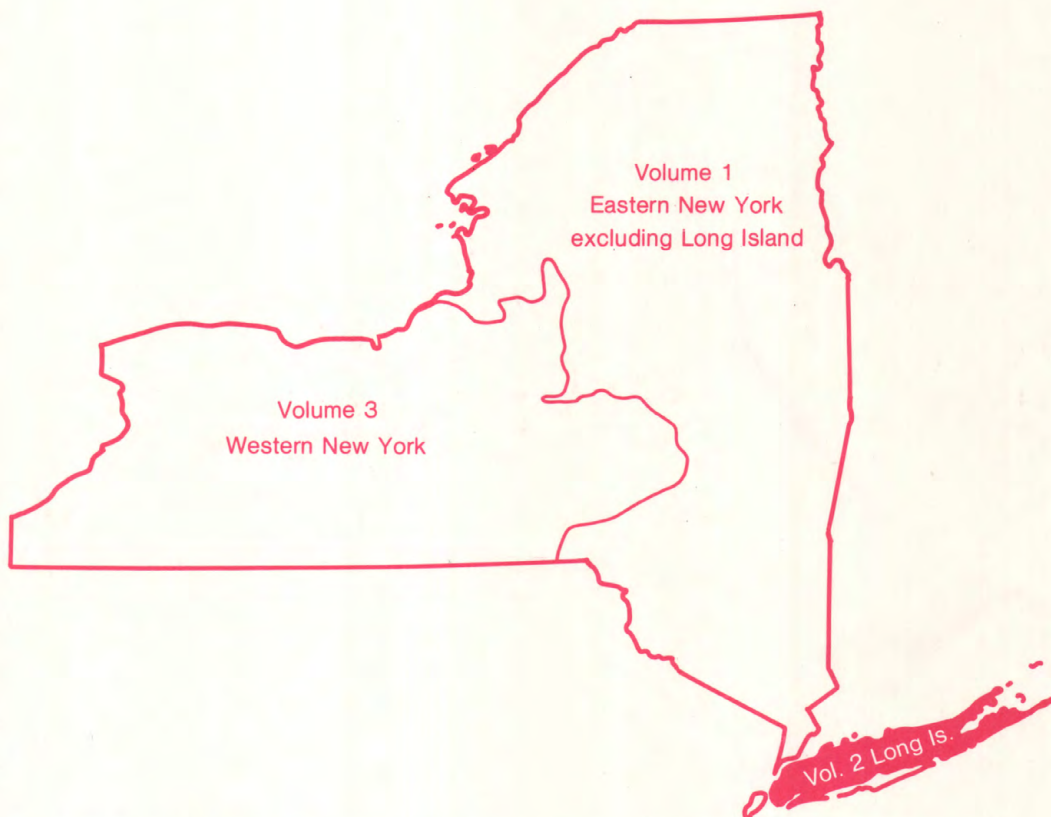 Volume 1
Eastern New York
excluding Long Island
Volume 3
Western New York
Vol. 2 Long Is.